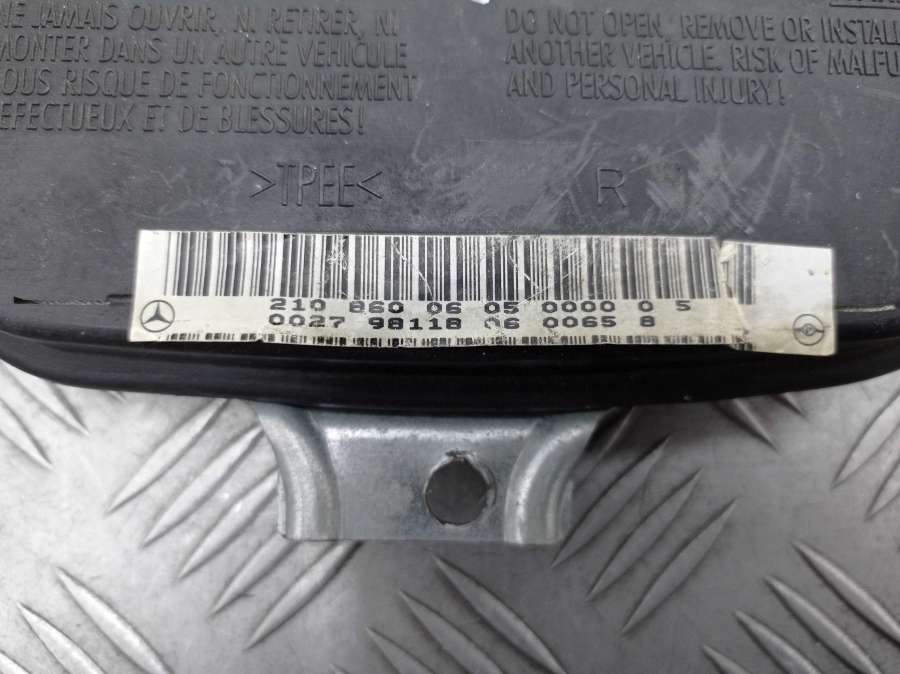 NE JAMAIS OUVRIR, NI RETIRER, NI
MONTER DANS UN AUTRE VEHICULE
SOUS RISQUE DE FONCTIONNEMENT
DEFECTUEUX ET DE BLESSURES!
DO NOT OPEN, REMOVE OR INSTALL
ANOTHER VEHICLE. RISK OF MALFU
AND PERSONAL INJURY!
>TPEE<
R
210 860 06 05 0000 0 5
0027 98118 06 0065 8